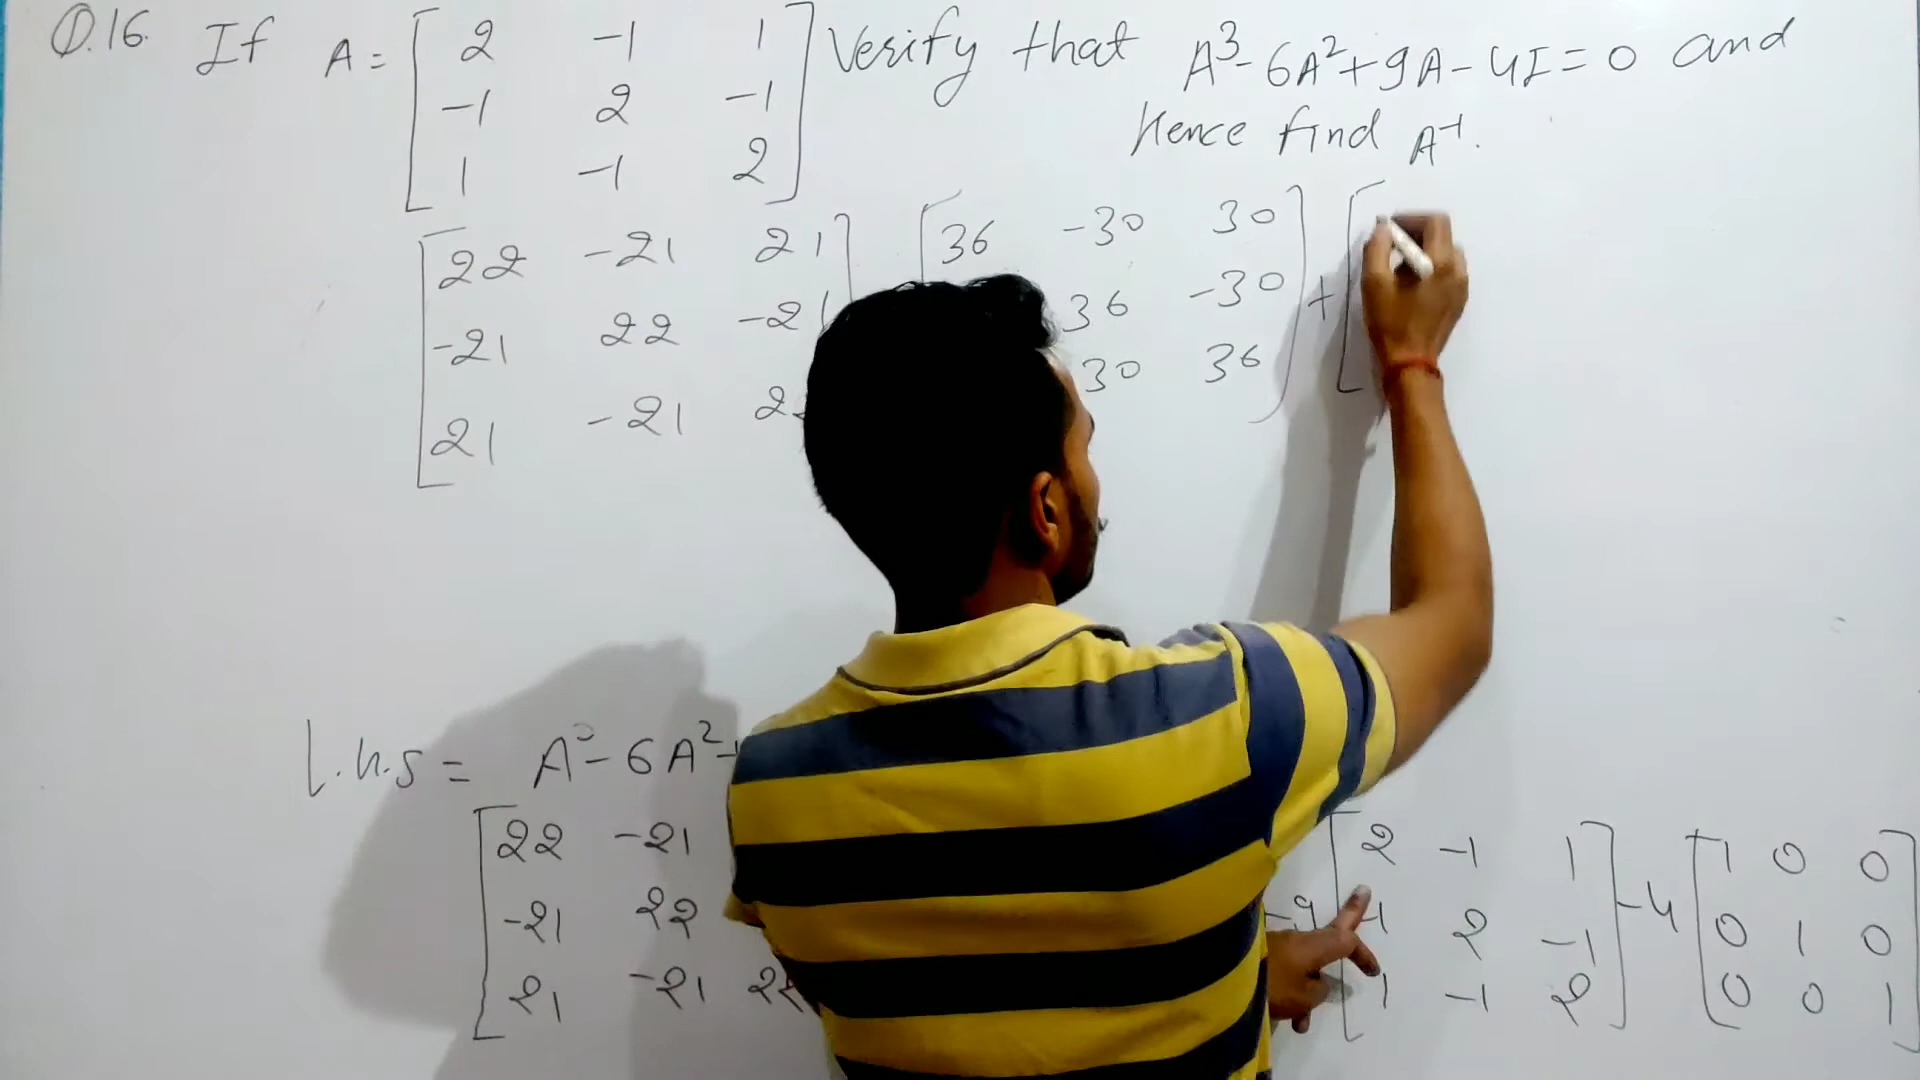 Q.16. If A = [ 2 -1 1 ] Verify that A³-6A²+9A-4I=0 and
-1 2 -1 hence find A⁻¹.
1 -1 2
[ 22 -21 21 ] [ 36 -30 30 ] + [
-21 22 -21 36 -30
21 -21 2 30 36
L.H.S = A³-6A²
[ 22 -21 [ 2 -1 1 ] -4 [ 1 0 0 ]
-21 22 -9 -1 2 -1 0 1 0
21 -21 22 1 -1 2 0 0 1